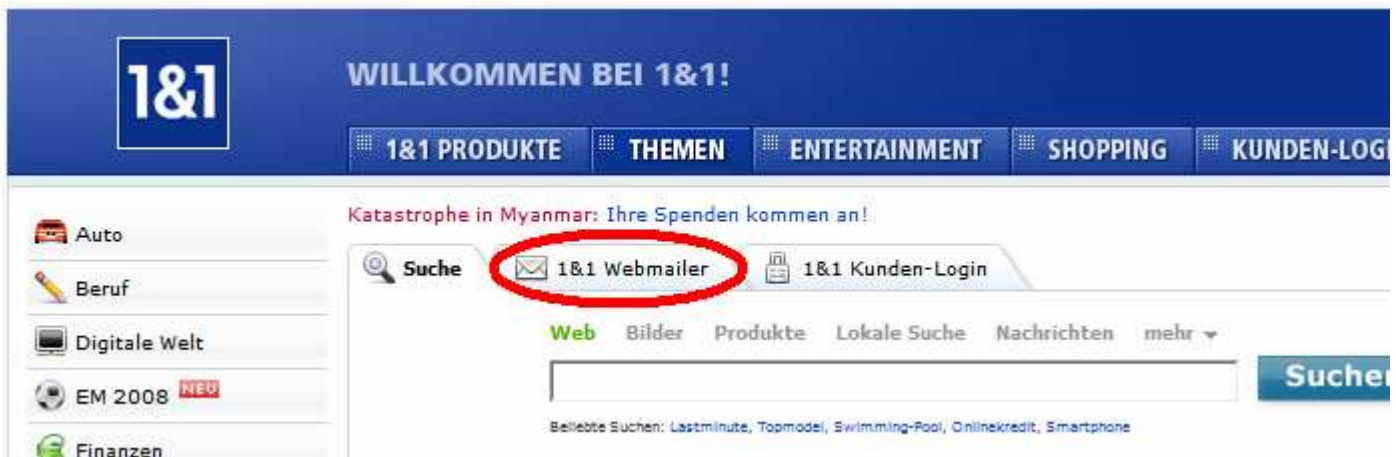 1&1
WILLKOMMEN BEI 1&1!
1&1 PRODUKTE THEMEN ENTERTAINMENT SHOPPING KUNDEN-LOGI
Katastrophe in Myanmar: Ihre Spenden kommen an!
Suche 1&1 Webmailer 1&1 Kunden-Login
Auto
Beruf
Digitale Welt
EM 2008 NEU
Finanzen
Web Bilder Produkte Lokale Suche Nachrichten mehr
Suchen
Beliebte Suchen: Lastminute, Topmodel, Swimming-Pool, Onlinekredit, Smartphone